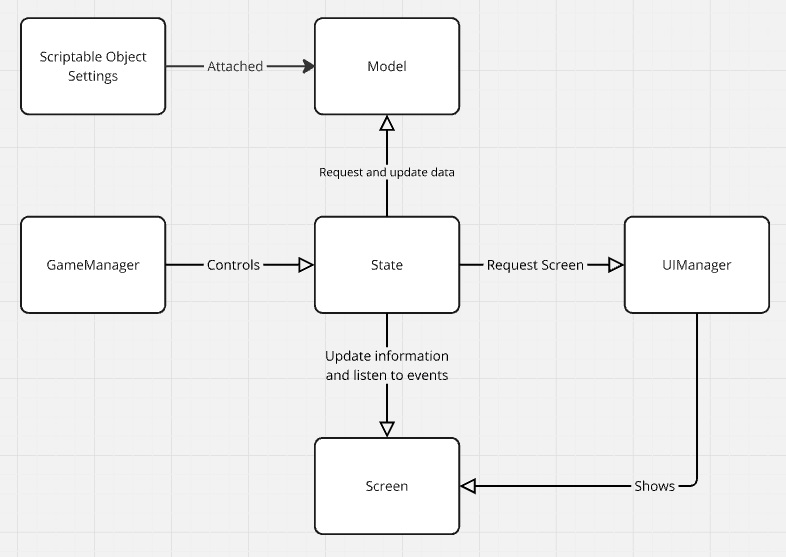 Scriptable Object
Settings
Attached
Model
Request and update data
GameManager
Controls
State
Request Screen
UIManager
Update information
and listen to events
Screen
Shows